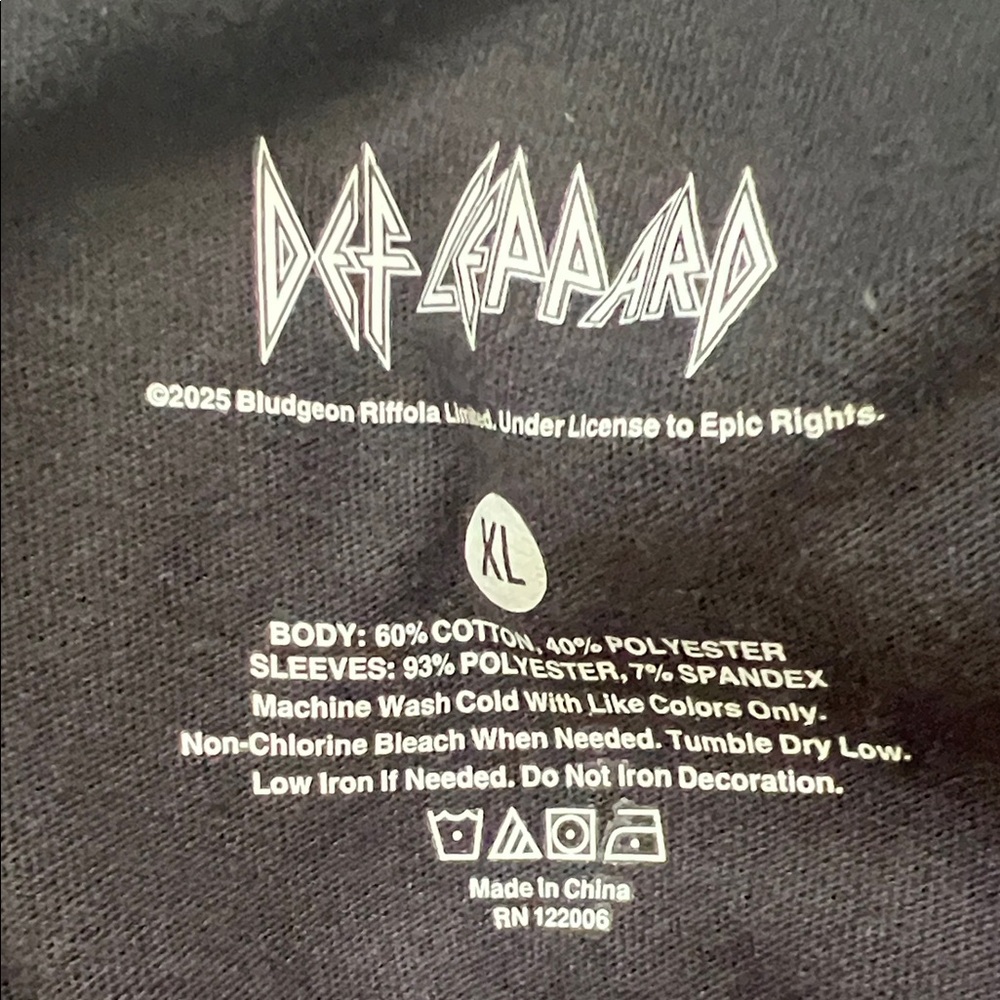 DEF LEPPARD
©2025 Bludgeon Riffola Limited. Under License to Epic Rights.
XL
BODY: 60% COTTON, 40% POLYESTER
SLEEVES: 93% POLYESTER, 7% SPANDEX
Machine Wash Cold With Like Colors Only.
Non-Chlorine Bleach When Needed. Tumble Dry Low.
Low Iron If Needed. Do Not Iron Decoration.
Made In China
RN 122006